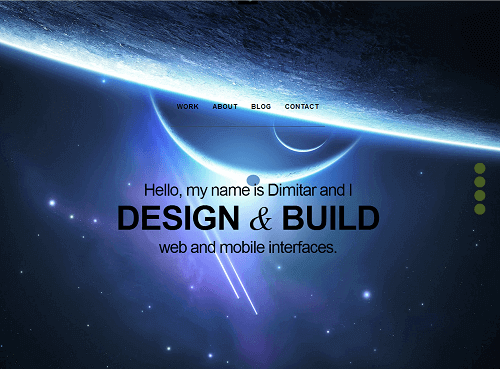 WORK ABOUT BLOG CONTACT
Hello, my name is Dimitar and I
DESIGN & BUILD
web and mobile interfaces.